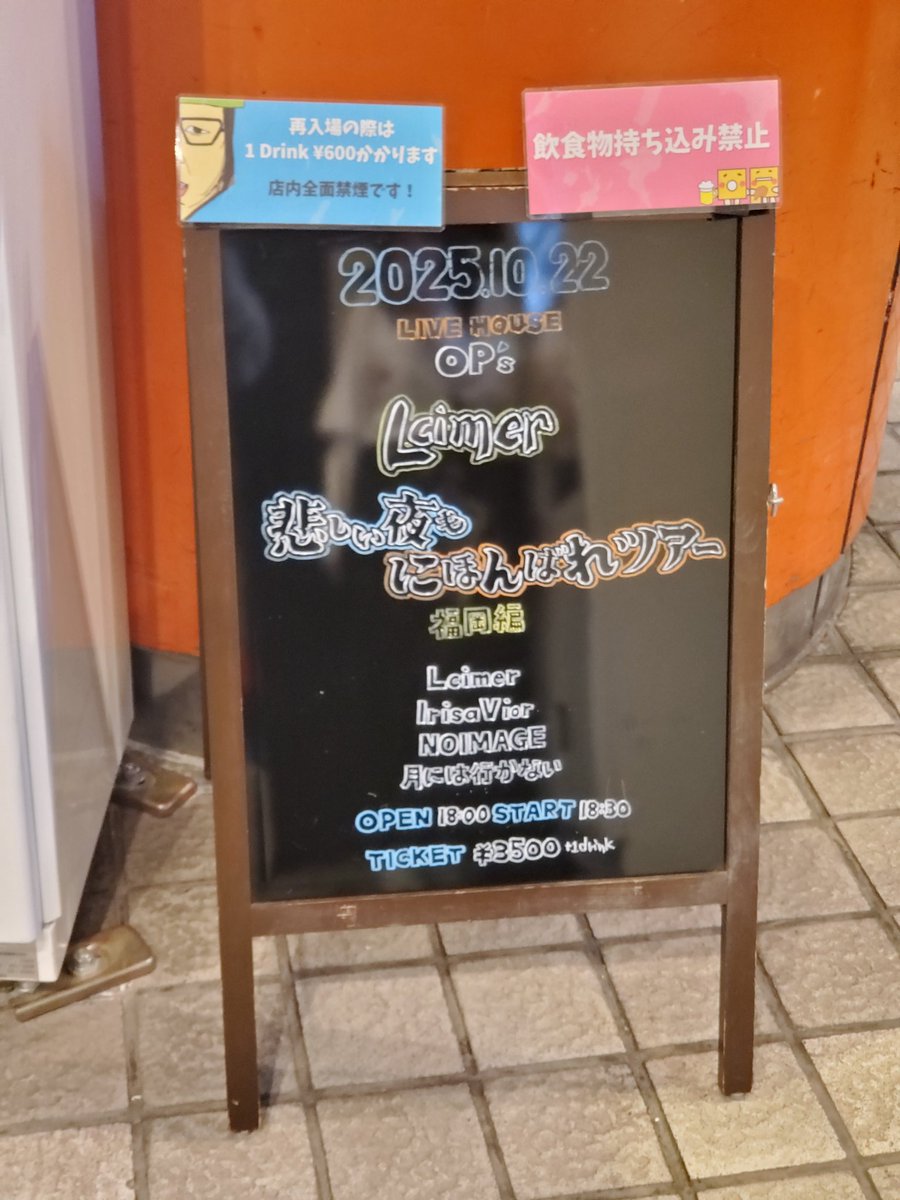 再入場の際は
1 Drink ¥600かかります
店内全面禁煙です！
飲食物持ち込み禁止
2025.10.22
LIVE HOUSE
OP's
Lcimer
悲しい夜も
にほんばれツアー
福岡編
Lcimer
IrisaVior
NOIMAGE
月には行かない
OPEN 18:00 START 18:30
TICKET ¥3500 +1drink